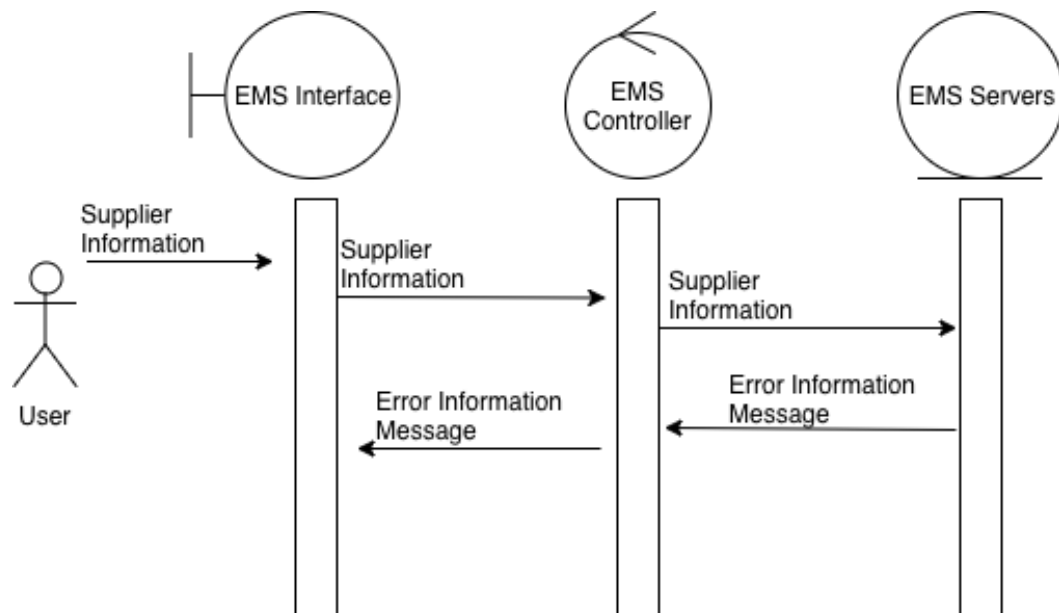 EMS Interface
EMS
Controller
EMS Servers
Supplier
Information
Supplier
Information
Supplier
Information
User
Error Information
Message
Error Information
Message